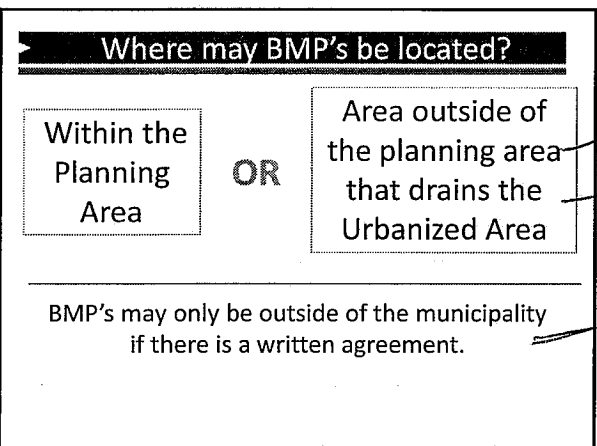 Where may BMP's be located?
Within the
Planning
Area
OR
Area outside of
the planning area
that drains the
Urbanized Area
BMP's may only be outside of the municipality
if there is a written agreement.